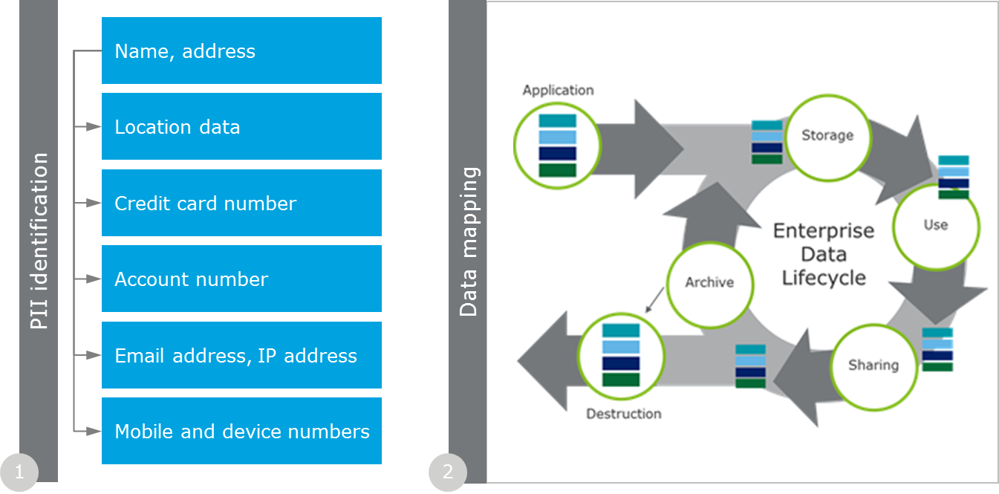 PII identification
Name, address
Location data
Credit card number
Account number
Email address, IP address
Mobile and device numbers
1
Data mapping
Application
Storage
Use
Enterprise
Data
Lifecycle
Archive
Sharing
Destruction
2